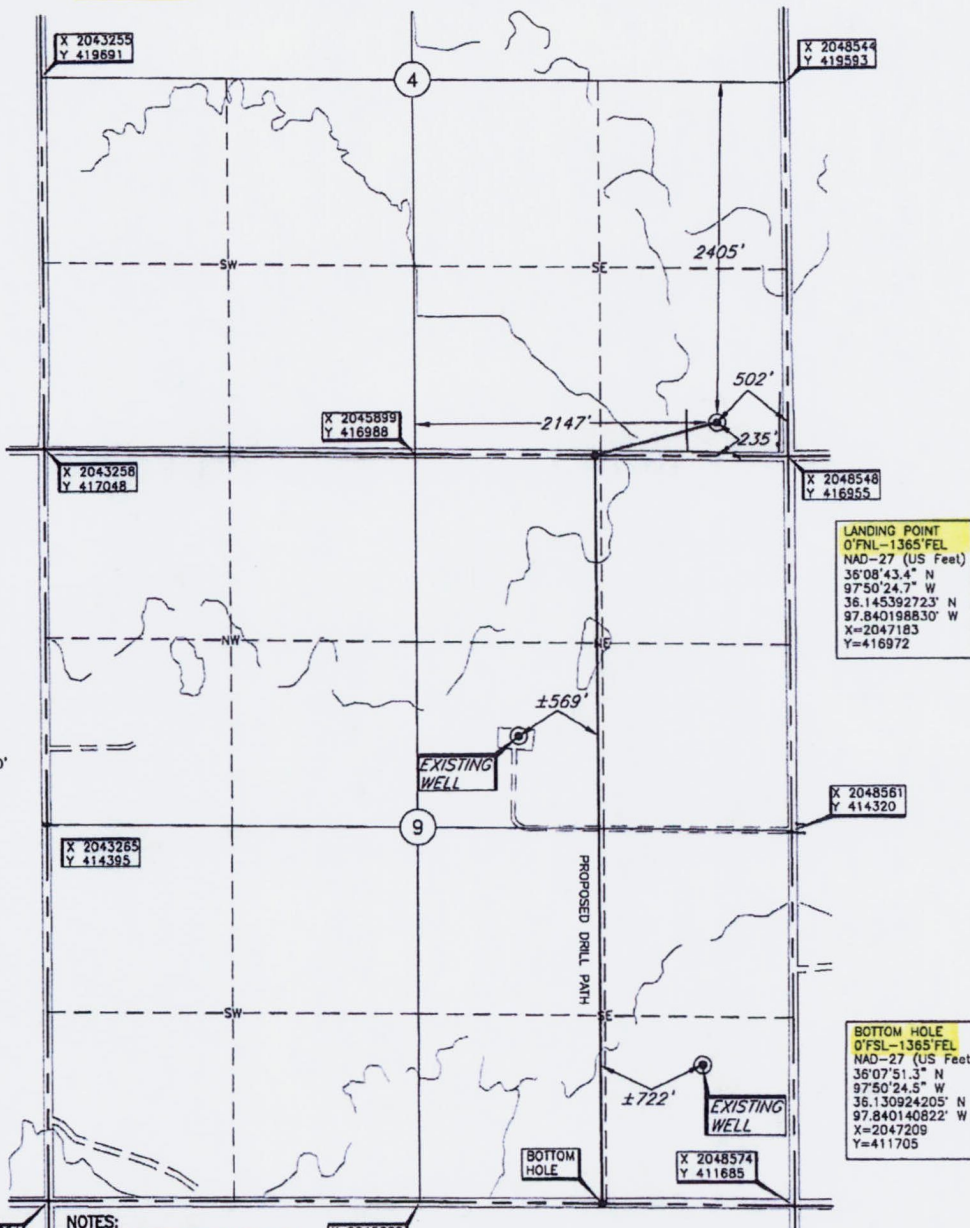 X 2043255
Y 419691
X 2048544
Y 419593
4
SW
SE
2405'
502'
X 2045899
Y 416988
2147'
235'
X 2043258
Y 417048
X 2048548
Y 416955
LANDING POINT
0'FNL-1365'FEL
NAD-27 (US Feet)
36°08'43.4" N
97°50'24.7" W
36.145392723° N
97.840198830° W
X=2047183
Y=416972
NW
NE
±569'
EXISTING
WELL
X 2048561
Y 414320
9
X 2043265
Y 414395
PROPOSED DRILL PATH
SW
SE
BOTTOM HOLE
0'FSL-1365'FEL
NAD-27 (US Feet
36°07'51.3" N
97°50'24.5" W
36.130924205° N
97.840140822° W
X=2047209
Y=411705
±722'
EXISTING
WELL
BOTTOM
HOLE
X 2048574
Y 411685
NOTES: